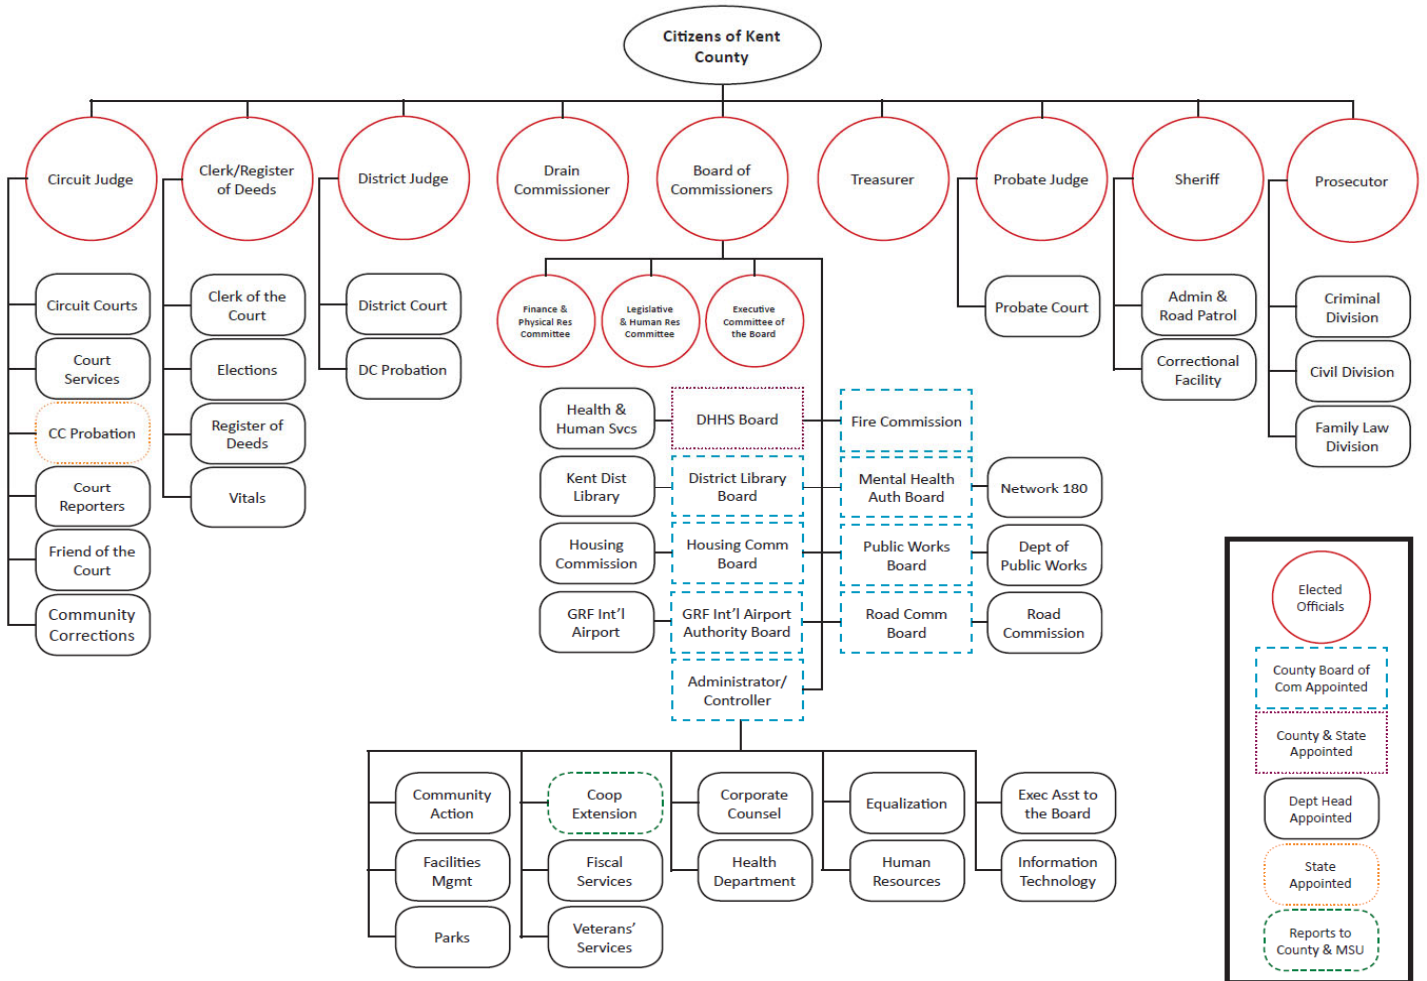 Citizens of Kent
County
Circuit Judge
Clerk/Register
of Deeds
District Judge
Drain
Commissioner
Board of
Commissioners
Treasurer
Probate Judge
Sheriff
Prosecutor
Circuit Courts
Court
Services
CC Probation
Court
Reporters
Friend of the
Court
Community
Corrections
Clerk of the
Court
Elections
Register of
Deeds
Vitals
District Court
DC Probation
Finance &
Physical Res
Committee
Legislative
& Human Res
Committee
Executive
Committee of
the Board
Probate Court
Admin &
Road Patrol
Correctional
Facility
Criminal
Division
Civil Division
Family Law
Division
Health &
Human Svcs
DHHS Board
Fire Commission
Kent Dist
Library
District Library
Board
Mental Health
Auth Board
Network 180
Housing
Commission
Housing Comm
Board
Public Works
Board
Dept of
Public Works
GRF Int'l
Airport
GRF Int'l Airport
Authority Board
Road Comm
Board
Road
Commission
Administrator/
Controller
Community
Action
Coop
Extension
Corporate
Counsel
Equalization
Exec Asst to
the Board
Facilities
Mgmt
Fiscal
Services
Health
Department
Human
Resources
Information
Technology
Parks
Veterans'
Services
Elected
Officials
County Board of
Com Appointed
County & State
Appointed
Dept Head
Appointed
State
Appointed
Reports to
County & MSU